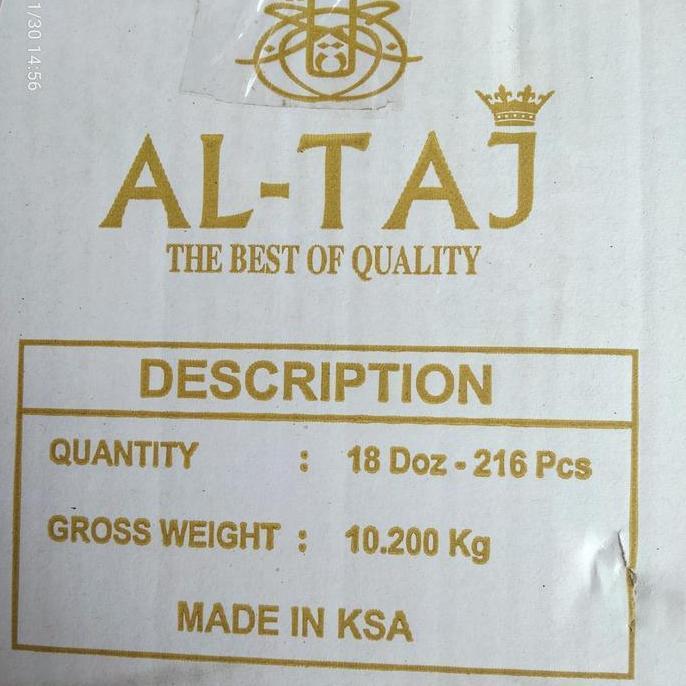 1/30 14:56
AL-TAJ
THE BEST OF QUALITY
DESCRIPTION
QUANTITY : 18 Doz - 216 Pcs
GROSS WEIGHT : 10.200 Kg
MADE IN KSA